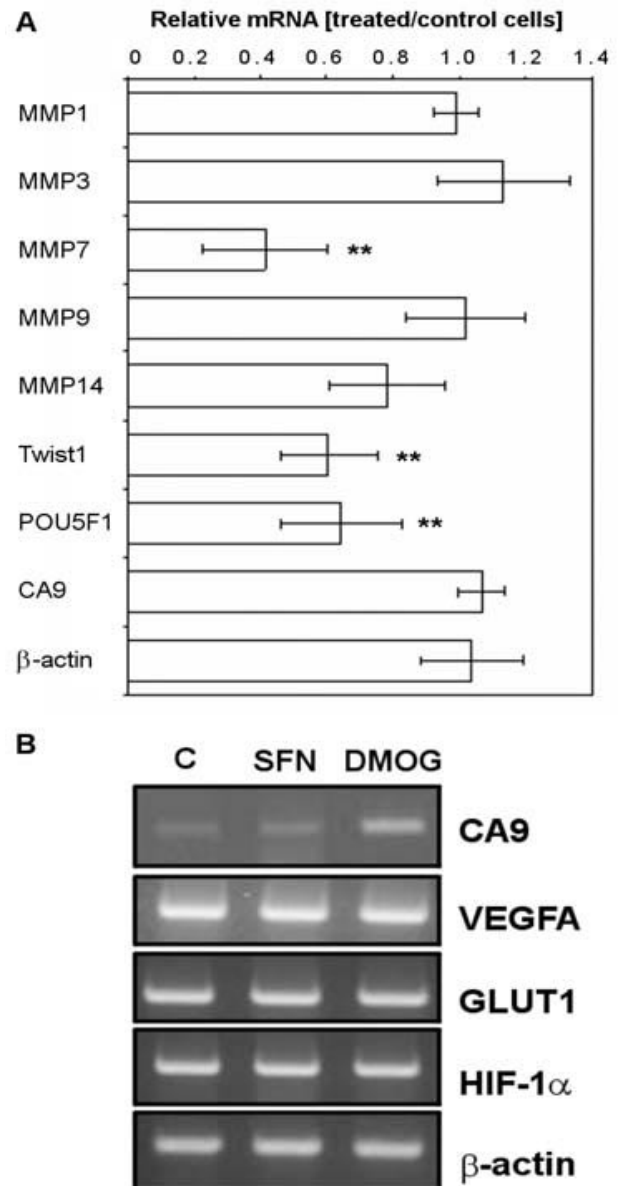 A
Relative mRNA [treated/control cells]
0 0.2 0.4 0.6 0.8 1.0 1.2 1.4
MMP1
MMP3
MMP7 **
MMP9
MMP14
Twist1 **
POU5F1 **
CA9
β-actin
B
C SFN DMOG
CA9
VEGFA
GLUT1
HIF-1α
β-actin